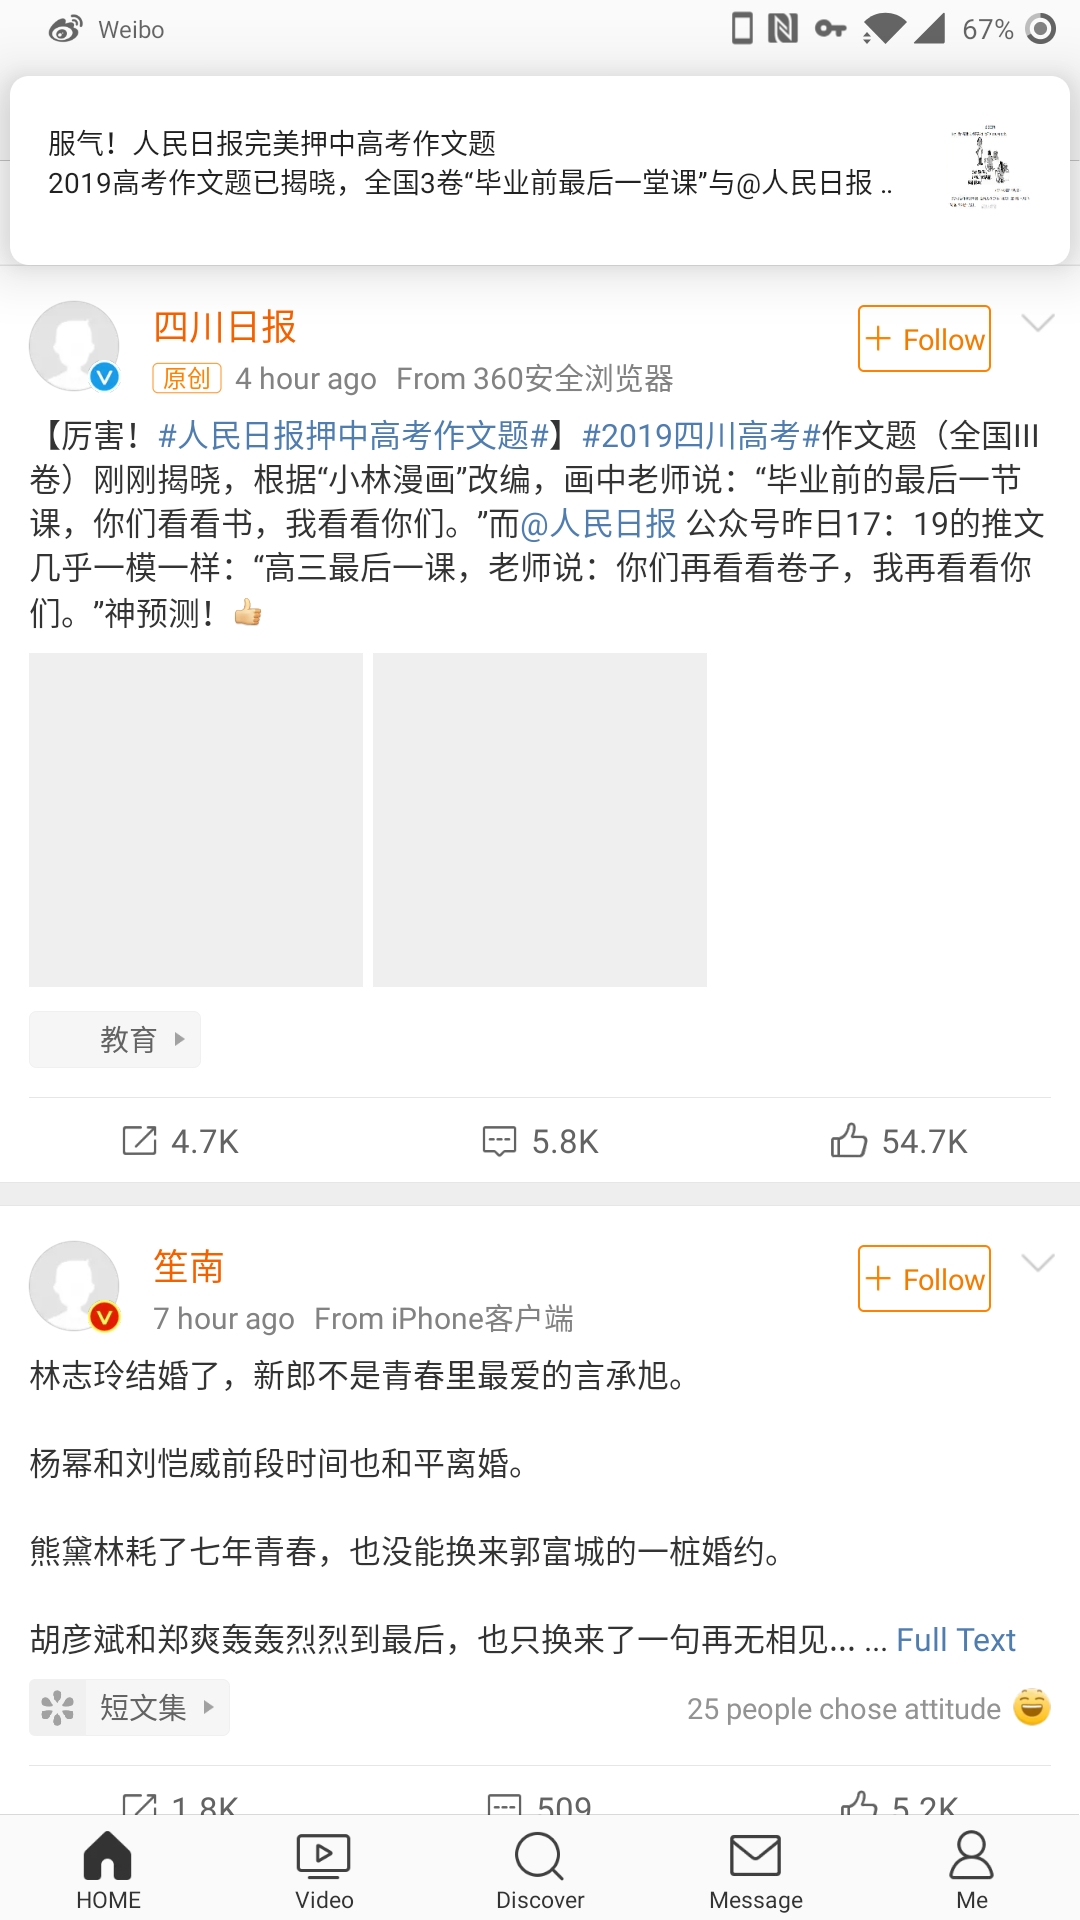 Weibo
67%
服气！人民日报完美押中高考作文题
2019高考作文题已揭晓，全国3卷“毕业前最后一堂课”与@人民日报 ..
四川日报
+ Follow
原创 4 hour ago From 360安全浏览器
【厉害！#人民日报押中高考作文题#】#2019四川高考#作文题（全国III
卷）刚刚揭晓，根据“小林漫画”改编，画中老师说：“毕业前的最后一节
课，你们看看书，我看看你们。”而@人民日报 公众号昨日17：19的推文
几乎一模一样：“高三最后一课，老师说：你们再看看卷子，我再看看你
们。”神预测！👍
教育
4.7K 5.8K 54.7K
笙南
+ Follow
7 hour ago From iPhone客户端
林志玲结婚了，新郎不是青春里最爱的言承旭。
杨幂和刘恺威前段时间也和平离婚。
熊黛林耗了七年青春，也没能换来郭富城的一桩婚约。
胡彦斌和郑爽轰轰烈烈到最后，也只换来了一句再无相见... ... Full Text
短文集
25 people chose attitude
1.8K 509 5.2K
HOME Video Discover Message Me